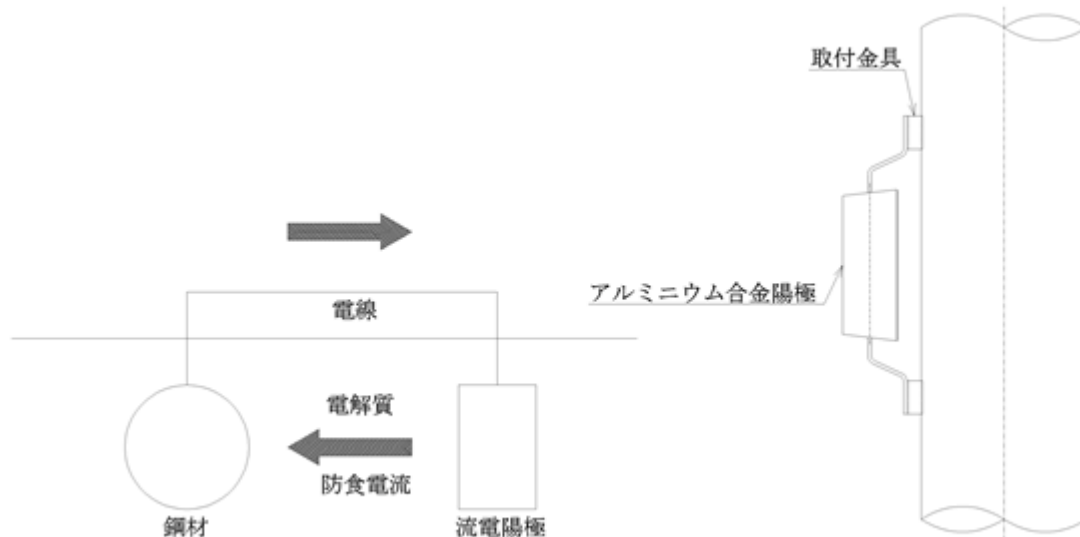 取付金具
アルミニウム合金陽極
電線
電解質
防食電流
鋼材
流電陽極